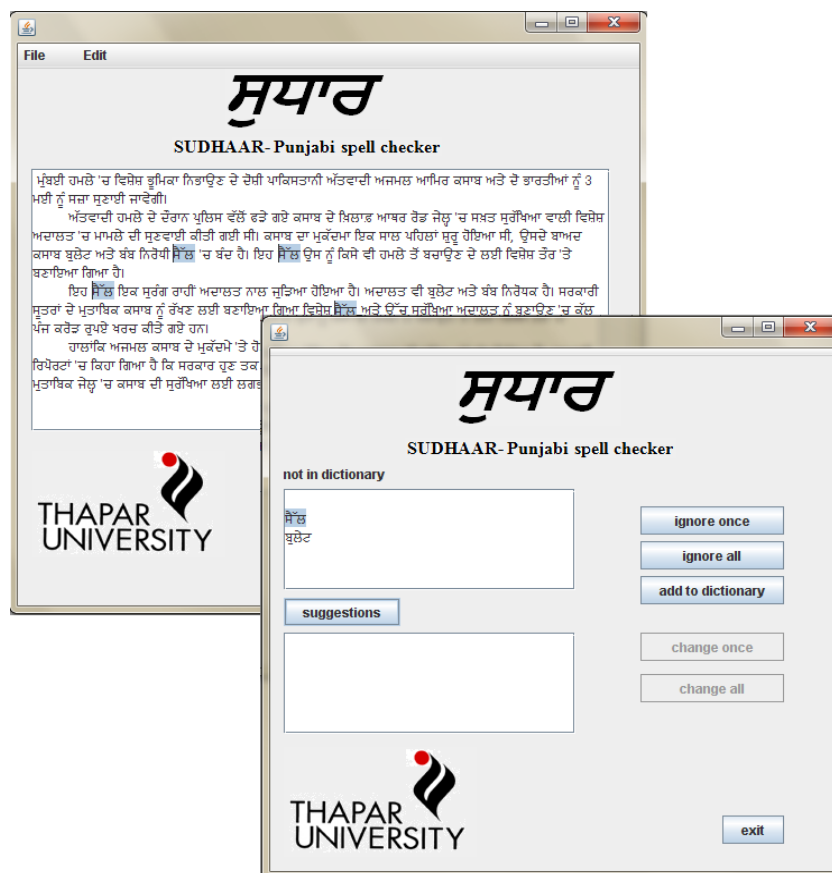 File Edit
ਸੁਧਾਰ
SUDHAAR- Punjabi spell checker
ਮੁੰਬਈ ਹਮਲੇ 'ਚ ਵਿਸ਼ੇਸ਼ ਭੂਮਿਕਾ ਨਿਭਾਉਣ ਦੇ ਦੋਸ਼ੀ ਪਾਕਿਸਤਾਨੀ ਅੱਤਵਾਦੀ ਅਜਮਲ ਆਮਿਰ ਕਸਾਬ ਅਤੇ ਦੋ ਭਾਰਤੀਆਂ ਨੂੰ 3
ਮਈ ਨੂੰ ਸਜ਼ਾ ਸੁਣਾਈ ਜਾਵੇਗੀ।
ਅੱਤਵਾਦੀ ਹਮਲੇ ਦੇ ਦੌਰਾਨ ਪੁਲਿਸ ਵੱਲੋਂ ਫੜੇ ਗਏ ਕਸਾਬ ਦੇ ਖ਼ਿਲਾਫ਼ ਆਥਰ ਰੋਡ ਜੇਲ੍ਹ 'ਚ ਸਖ਼ਤ ਸੁਰੱਖਿਆ ਵਾਲੀ ਵਿਸ਼ੇਸ਼
ਅਦਾਲਤ 'ਚ ਮਾਮਲੇ ਦੀ ਸੁਣਵਾਈ ਕੀਤੀ ਗਈ ਸੀ। ਕਸਾਬ ਦਾ ਮੁਕੱਦਮਾ ਇਕ ਸਾਲ ਪਹਿਲਾਂ ਸ਼ੁਰੂ ਹੋਇਆ ਸੀ, ਉਸਦੇ ਬਾਅਦ
ਕਸਾਬ ਬੁਲੇਟ ਅਤੇ ਬੰਬ ਨਿਰੋਧੀ ਸੈੱਲ 'ਚ ਬੰਦ ਹੈ। ਇਹ ਸੈੱਲ ਉਸ ਨੂੰ ਕਿਸੇ ਵੀ ਹਮਲੇ ਤੋਂ ਬਚਾਉਣ ਦੇ ਲਈ ਵਿਸ਼ੇਸ਼ ਤੌਰ 'ਤੇ
ਬਣਾਇਆ ਗਿਆ ਹੈ।
ਇਹ ਸੈੱਲ ਇਕ ਸੁਰੰਗ ਰਾਹੀਂ ਅਦਾਲਤ ਨਾਲ ਜੁੜਿਆ ਹੋਇਆ ਹੈ। ਅਦਾਲਤ ਵੀ ਬੁਲੇਟ ਅਤੇ ਬੰਬ ਨਿਰੋਧਕ ਹੈ। ਸਰਕਾਰੀ
ਸੂਤਰਾਂ ਦੇ ਮੁਤਾਬਿਕ ਕਸਾਬ ਨੂੰ ਰੱਖਣ ਲਈ ਬਣਾਇਆ ਗਿਆ ਵਿਸ਼ੇਸ਼ ਸੈੱਲ ਅਤੇ ਉੱਚ ਸੁਰੱਖਿਆ ਅਦਾਲਤ ਨੂੰ ਬਣਾਉਣ 'ਚ ਕੁੱਲ
ਪੰਜ ਕਰੋੜ ਰੁਪਏ ਖਰਚ ਕੀਤੇ ਗਏ ਹਨ।
ਹਾਲਾਂਕਿ ਅਜਮਲ ਕਸਾਬ ਦੇ ਮੁਕੱਦਮੇ 'ਤੇ
ਰਿਪੋਰਟਾਂ 'ਚ ਕਿਹਾ ਗਿਆ ਹੈ ਕਿ ਸਰਕਾਰ ਹੁਣ ਤਕ
ਮੁਤਾਬਿਕ ਜੇਲ੍ਹ 'ਚ ਕਸਾਬ ਦੀ ਸੁਰੱਖਿਆ ਲਈ
THAPAR
UNIVERSITY
ਸੁਧਾਰ
SUDHAAR- Punjabi spell checker
not in dictionary
ਸੈੱਲ
ਬੁਲੇਟ
ignore once
ignore all
add to dictionary
suggestions
change once
change all
THAPAR
UNIVERSITY
exit